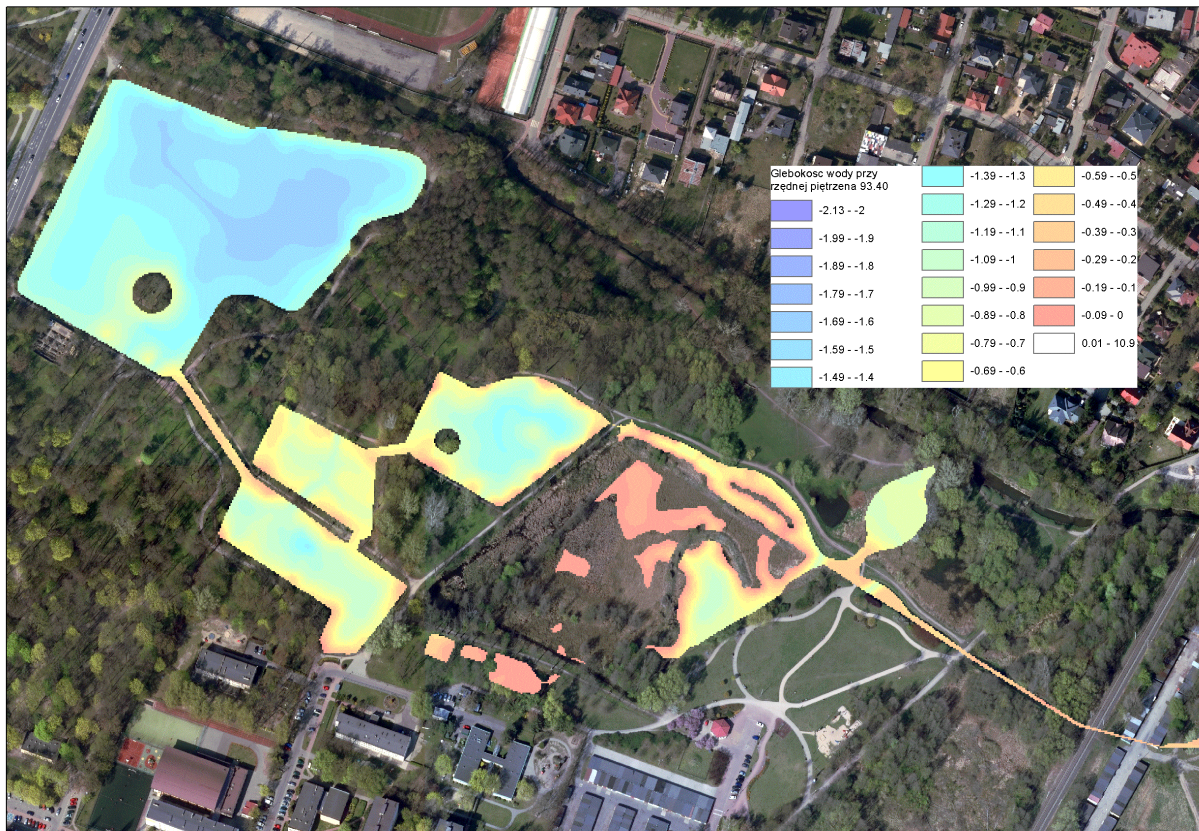 Glebokosc wody przy
rzędnej piętrzena 93.40
-2.13 - -2
-1.99 - -1.9
-1.89 - -1.8
-1.79 - -1.7
-1.69 - -1.6
-1.59 - -1.5
-1.49 - -1.4
-1.39 - -1.3
-1.29 - -1.2
-1.19 - -1.1
-1.09 - -1
-0.99 - -0.9
-0.89 - -0.8
-0.79 - -0.7
-0.69 - -0.6
-0.59 - -0.5
-0.49 - -0.4
-0.39 - -0.3
-0.29 - -0.2
-0.19 - -0.1
-0.09 - 0
0.01 - 10.9